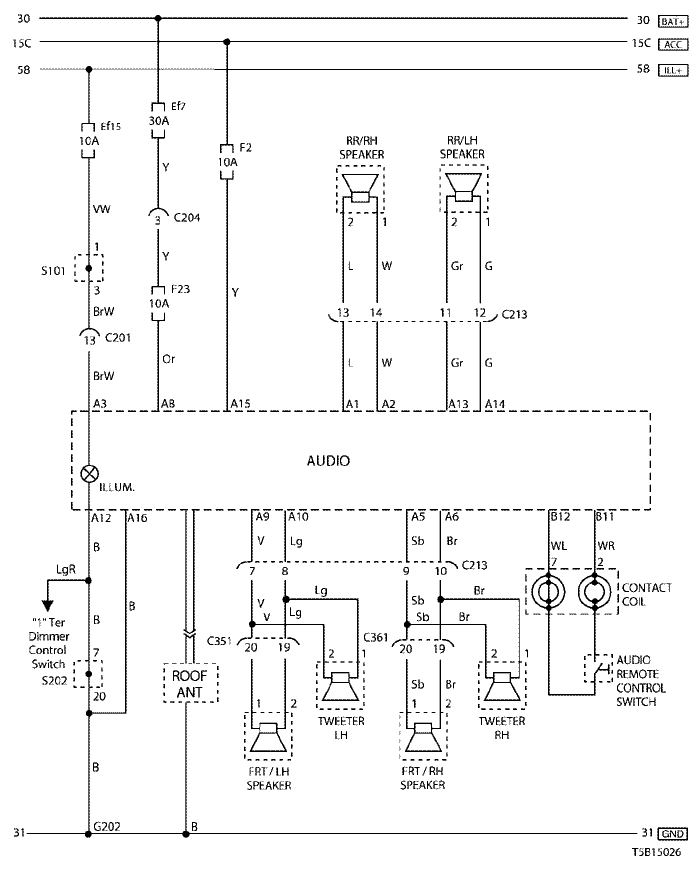 30 30 BAT+
15C 15C ACC
58 58 ILL+
Ef15
10A
Ef7
30A
F2
10A
RR/RH
SPEAKER
RR/LH
SPEAKER
2 1 2 1
VW
Y
3 C204
S101
1
3
Y
L W Gr G
BrW
F23
10A
Y
13 14 11 12 C213
13 C201
BrW
Or
L W Gr G
A3 A8 A15 A1 A2 A13 A14
AUDIO
ILLUM.
A12 A16 A9 A10 A5 A6 B12 B11
B V Lg Sb Br WL WR
7 8 9 10 C213
7 2
LgR
CONTACT
COIL
"1" Ter
Dimmer
Control
Switch
B
B
V Lg Lg
V
Sb Br
Sb Br
C351 20 19
C361 20 19
2 1
2 1
7
S202
20
ROOF
ANT
Sb Br
AUDIO
REMOTE
CONTROL
SWITCH
1 2
1 2
TWEETER
LH
TWEETER
RH
FRT / LH
SPEAKER
FRT / RH
SPEAKER
B
G202
B
31 31 GND
T5B15026